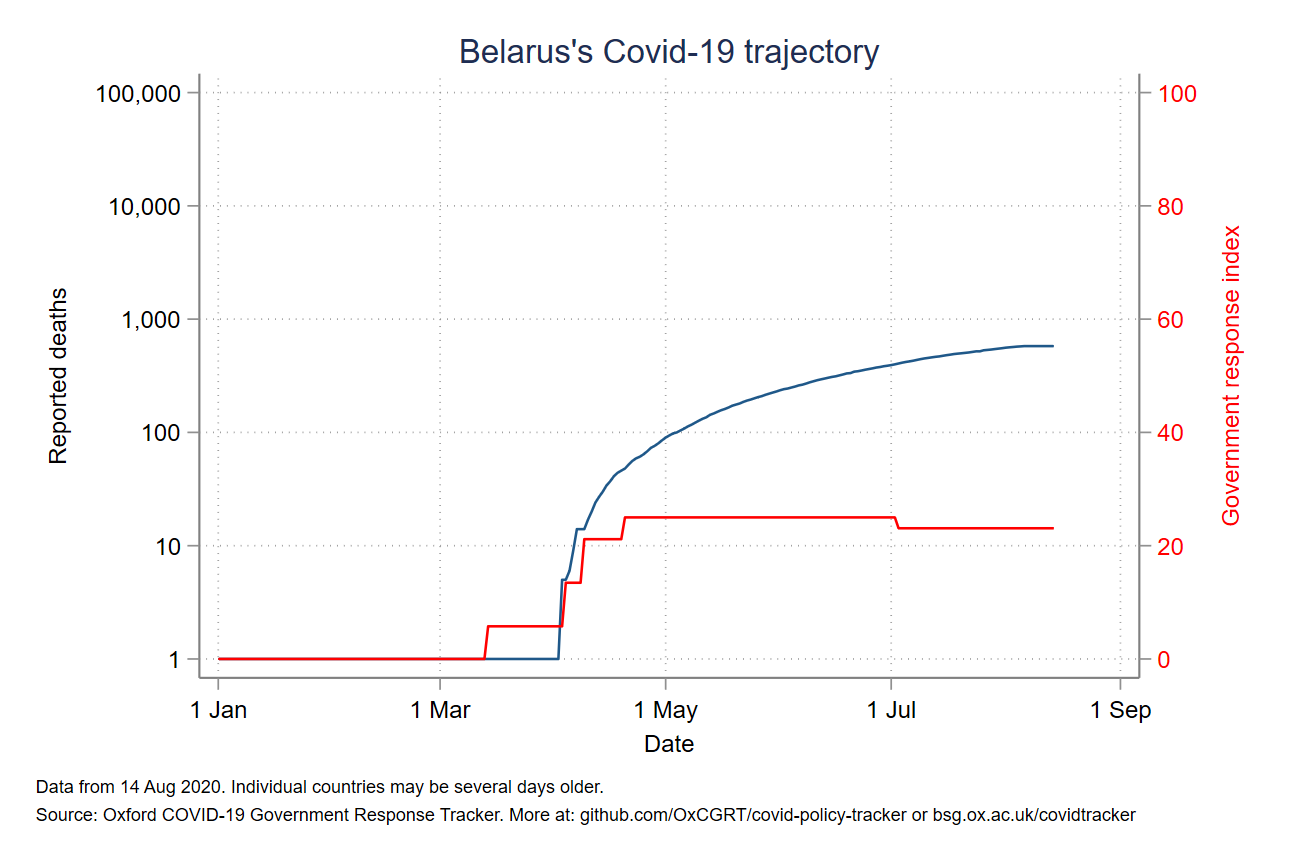 Belarus's Covid-19 trajectory
100,000
10,000
1,000
100
10
1
Reported deaths
100
80
60
40
20
0
Government response index
1 Jan
1 Mar
1 May
1 Jul
1 Sep
Date
Data from 14 Aug 2020. Individual countries may be several days older.
Source: Oxford COVID-19 Government Response Tracker. More at: github.com/OxCGRT/covid-policy-tracker or bsg.ox.ac.uk/covidtracker